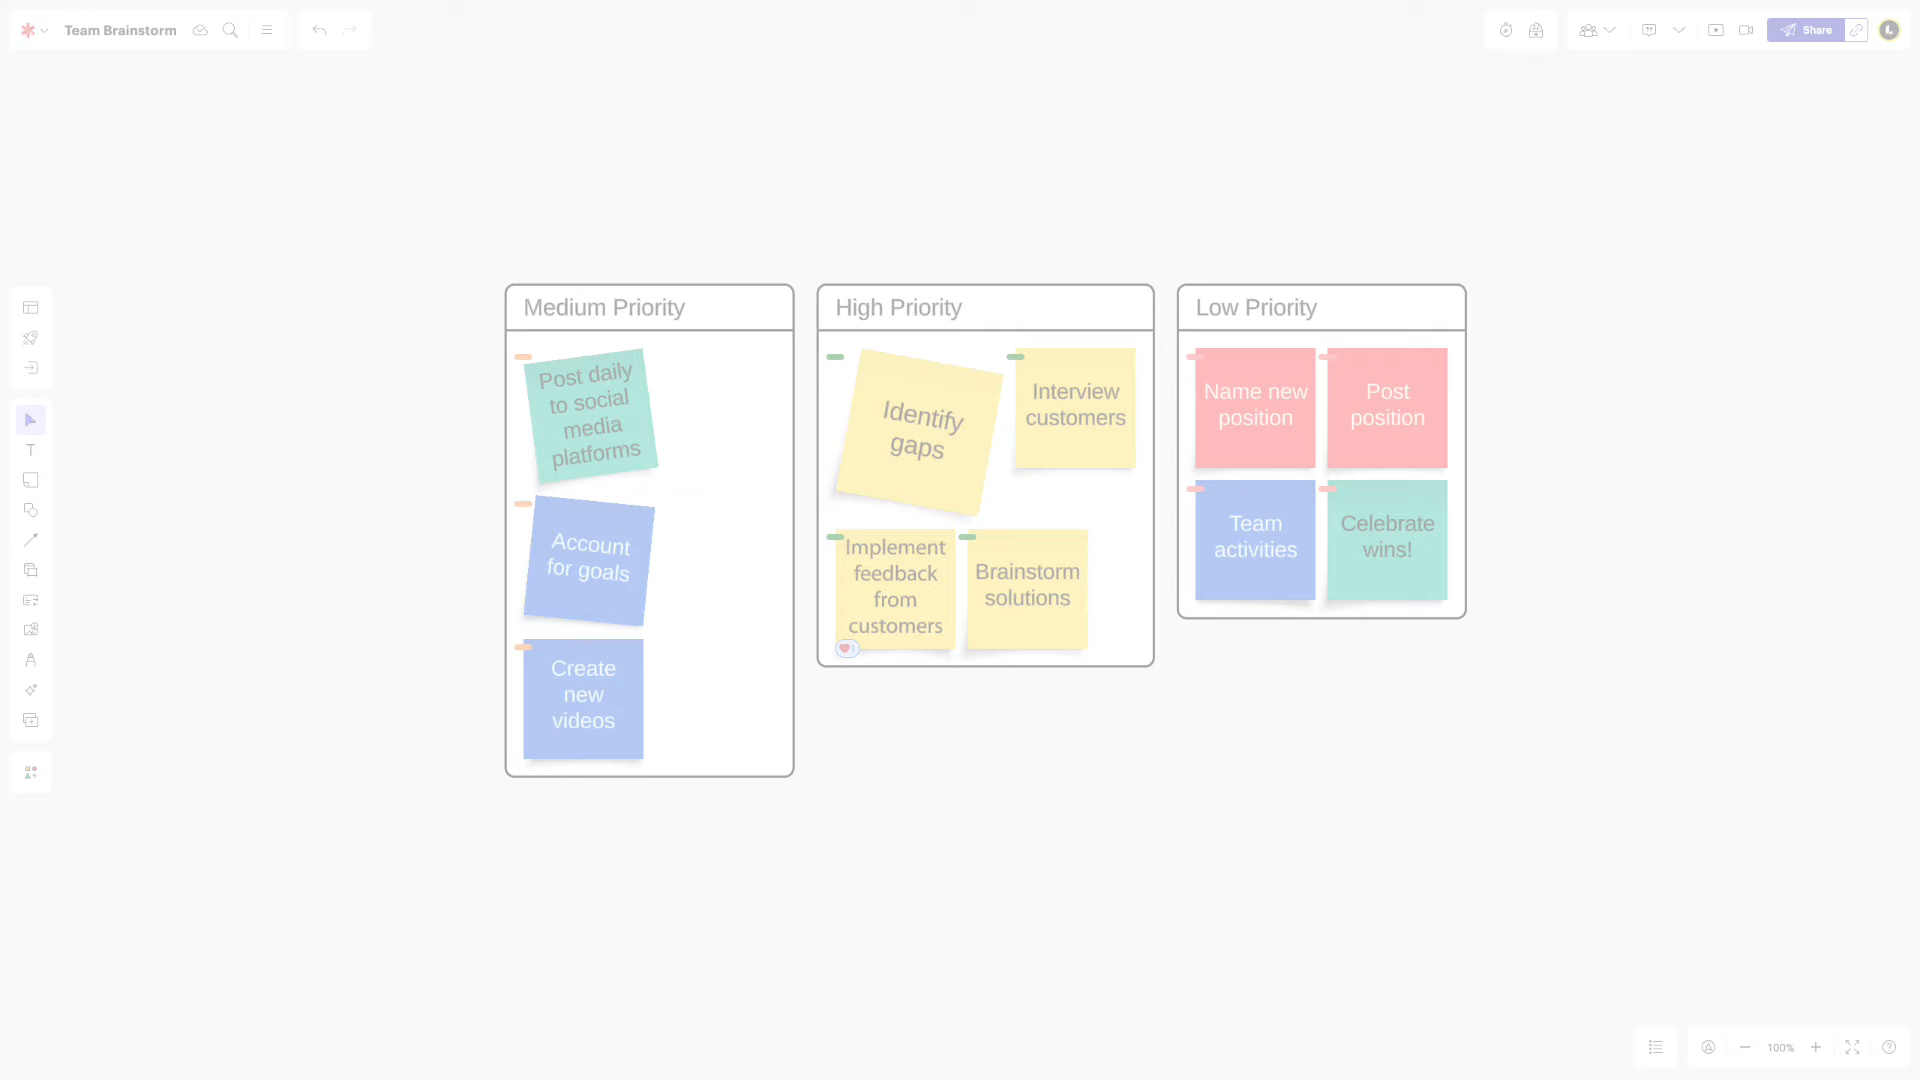 Team Brainstorm
Share
Medium Priority
Post daily
to social
media
platforms
Account
for goals
Create
new
videos
High Priority
Identify
gaps
Interview
customers
Implement
feedback
from
customers
Brainstorm
solutions
Low Priority
Name new
position
Post
position
Team
activities
Celebrate
wins!
100%